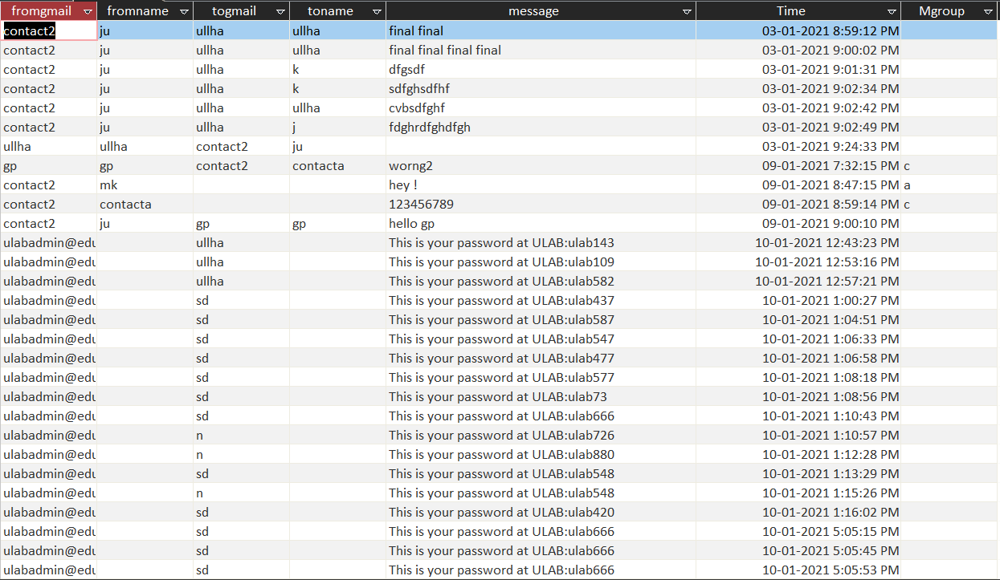 fromgmail fromname togmail toname message Time Mgroup
contact2 ju ullha ullha final final 03-01-2021 8:59:12 PM
contact2 ju ullha ullha final final final final 03-01-2021 9:00:02 PM
contact2 ju ullha k dfgsdf 03-01-2021 9:01:31 PM
contact2 ju ullha k sdfghsdfhf 03-01-2021 9:02:34 PM
contact2 ju ullha ullha cvbsdfghf 03-01-2021 9:02:42 PM
contact2 ju ullha j fdghrdfghdfgh 03-01-2021 9:02:49 PM
ullha ullha contact2 ju 03-01-2021 9:24:33 PM
gp gp contact2 contacta worng2 09-01-2021 7:32:15 PM c
contact2 mk hey ! 09-01-2021 8:47:15 PM a
contact2 contacta 123456789 09-01-2021 8:59:14 PM c
contact2 ju gp gp hello gp 09-01-2021 9:00:10 PM
ulabadmin@edu ullha This is your password at ULAB:ulab143 10-01-2021 12:43:23 PM
ulabadmin@edu ullha This is your password at ULAB:ulab109 10-01-2021 12:53:16 PM
ulabadmin@edu ullha This is your password at ULAB:ulab582 10-01-2021 12:57:21 PM
ulabadmin@edu sd This is your password at ULAB:ulab437 10-01-2021 1:00:27 PM
ulabadmin@edu sd This is your password at ULAB:ulab587 10-01-2021 1:04:51 PM
ulabadmin@edu sd This is your password at ULAB:ulab547 10-01-2021 1:06:33 PM
ulabadmin@edu sd This is your password at ULAB:ulab477 10-01-2021 1:06:58 PM
ulabadmin@edu sd This is your password at ULAB:ulab577 10-01-2021 1:08:18 PM
ulabadmin@edu sd This is your password at ULAB:ulab73 10-01-2021 1:08:56 PM
ulabadmin@edu sd This is your password at ULAB:ulab666 10-01-2021 1:10:43 PM
ulabadmin@edu n This is your password at ULAB:ulab726 10-01-2021 1:10:57 PM
ulabadmin@edu n This is your password at ULAB:ulab880 10-01-2021 1:12:28 PM
ulabadmin@edu sd This is your password at ULAB:ulab548 10-01-2021 1:13:29 PM
ulabadmin@edu n This is your password at ULAB:ulab548 10-01-2021 1:15:26 PM
ulabadmin@edu sd This is your password at ULAB:ulab420 10-01-2021 1:16:02 PM
ulabadmin@edu sd This is your password at ULAB:ulab666 10-01-2021 5:05:15 PM
ulabadmin@edu sd This is your password at ULAB:ulab666 10-01-2021 5:05:45 PM
ulabadmin@edu sd This is your password at ULAB:ulab666 10-01-2021 5:05:53 PM